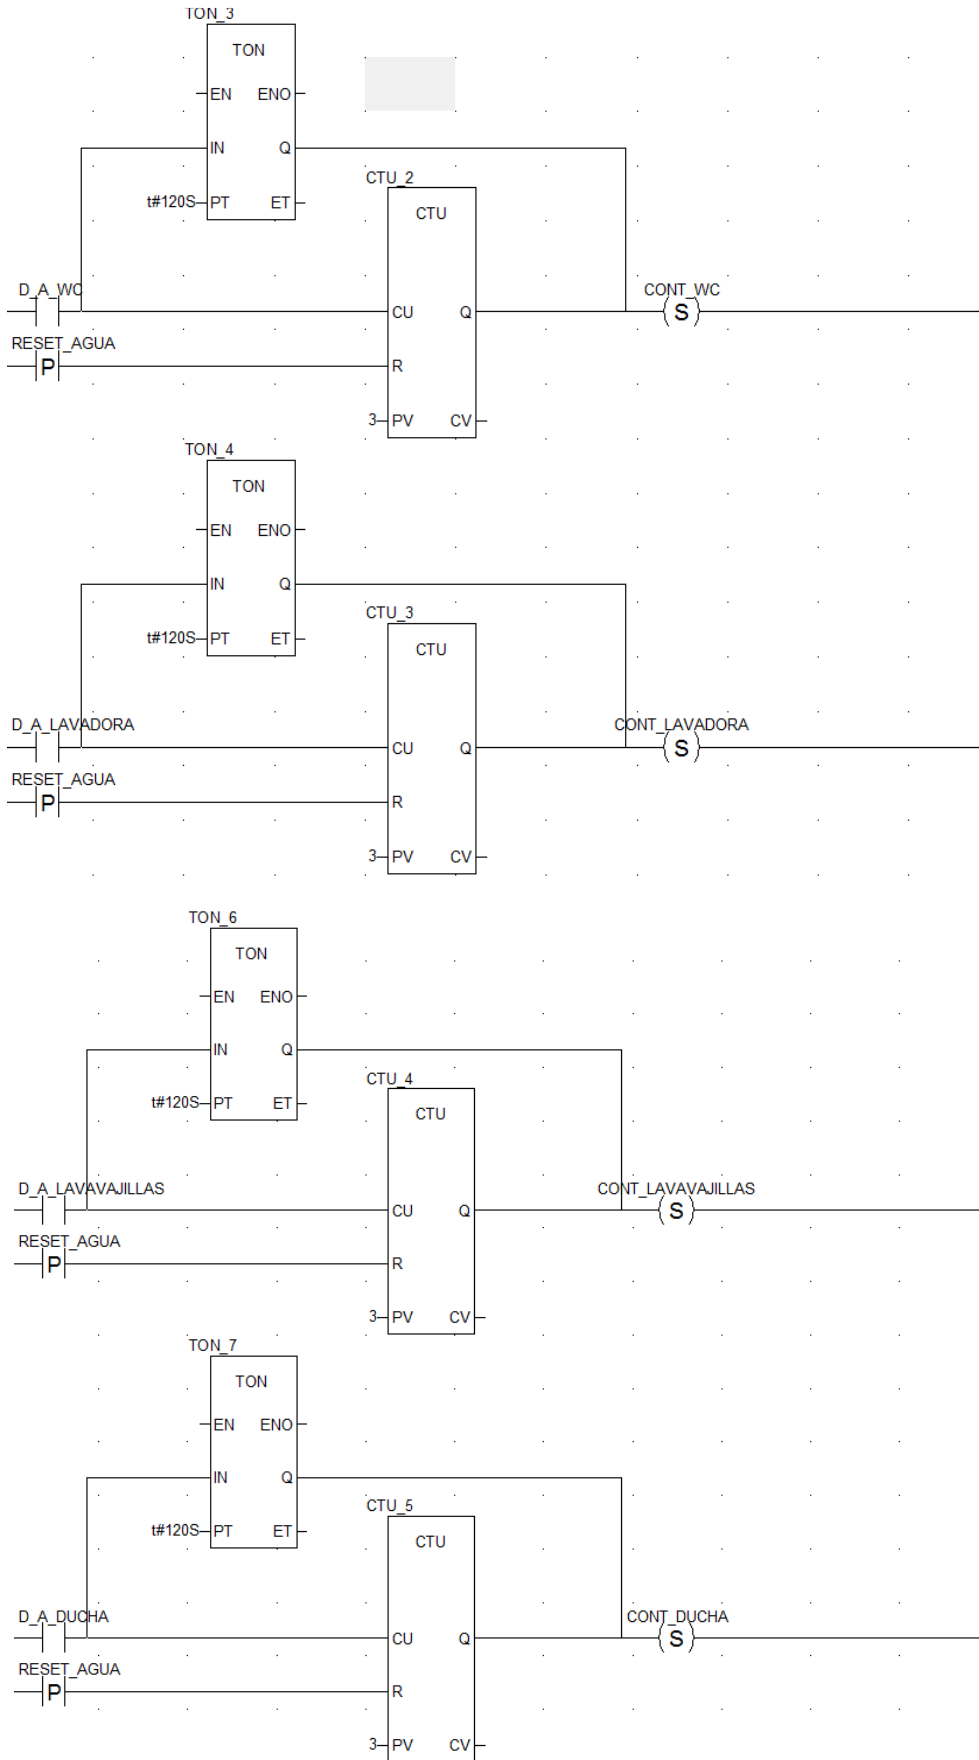 TON_3
TON
EN ENO
IN Q
t#120S PT ET
CTU_2
CTU
D_A_WC
CONT_WC
CU Q
S
RESET_AGUA
P
R
3 PV CV
TON_4
TON
EN ENO
IN Q
t#120S PT ET
CTU_3
CTU
D_A_LAVADORA
CONT_LAVADORA
CU Q
S
RESET_AGUA
P
R
3 PV CV
TON_6
TON
EN ENO
IN Q
t#120S PT ET
CTU_4
CTU
D_A_LAVAVAJILLAS
CONT_LAVAVAJILLAS
CU Q
S
RESET_AGUA
P
R
3 PV CV
TON_7
TON
EN ENO
IN Q
t#120S PT ET
CTU_5
CTU
D_A_DUCHA
CONT_DUCHA
CU Q
S
RESET_AGUA
P
R
3 PV CV